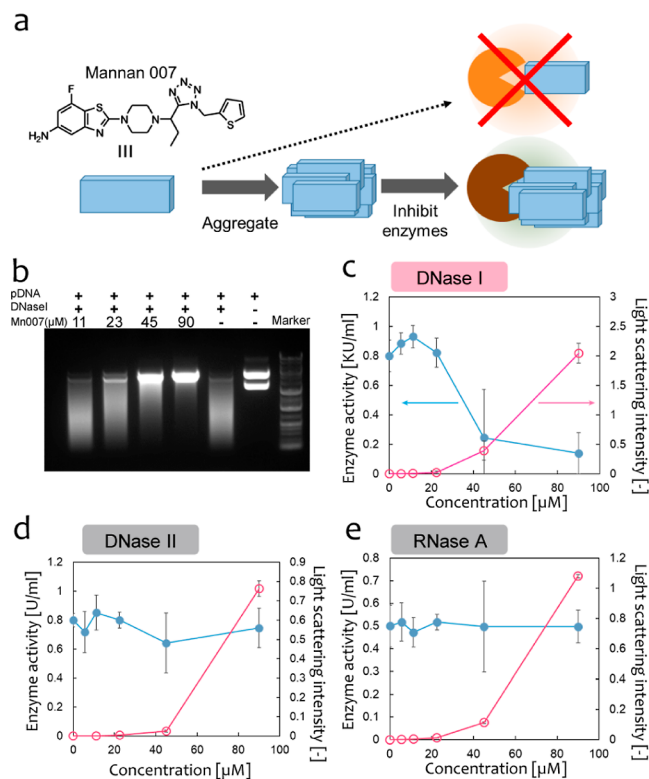 a
Mannan 007
F
N-N
N
N
N
N
N
S
S
H₂N
III
Aggregate
Inhibit
enzymes
b
pDNA + + + + + +
DNaseI + + + + + -
Mn007(μM) 11 23 45 90 - - Marker
c
DNase I
Enzyme activity [KU/ml]
1.2
1
0.8
0.6
0.4
0.2
0
3
2.5
2
1.5
1
0.5
0
Light scattering
intensity [-]
0 20 40 60 80 100
Concentration [μM]
d
DNase II
Enzyme activity [U/ml]
1.2
1
0.8
0.6
0.4
0.2
0
0.9
0.8
0.7
0.6
0.5
0.4
0.3
0.2
0.1
0
Light scattering
intensity [-]
0 20 40 60 80 100
Concentration [μM]
e
RNase A
Enzyme activity [U/ml]
0.8
0.7
0.6
0.5
0.4
0.3
0.2
0.1
0
1.2
1
0.8
0.6
0.4
0.2
0
Light scattering
intensity [-]
0 20 40 60 80 100
Concentration [μM]